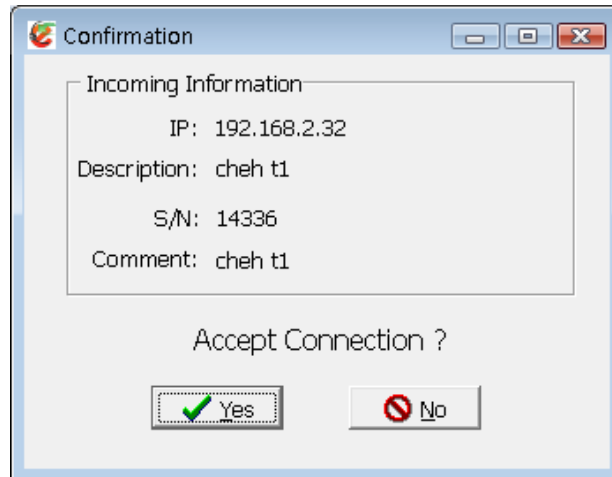 Confirmation
Incoming Information
IP: 192.168.2.32
Description: cheh t1
S/N: 14336
Comment: cheh t1
Accept Connection ?
Yes
No